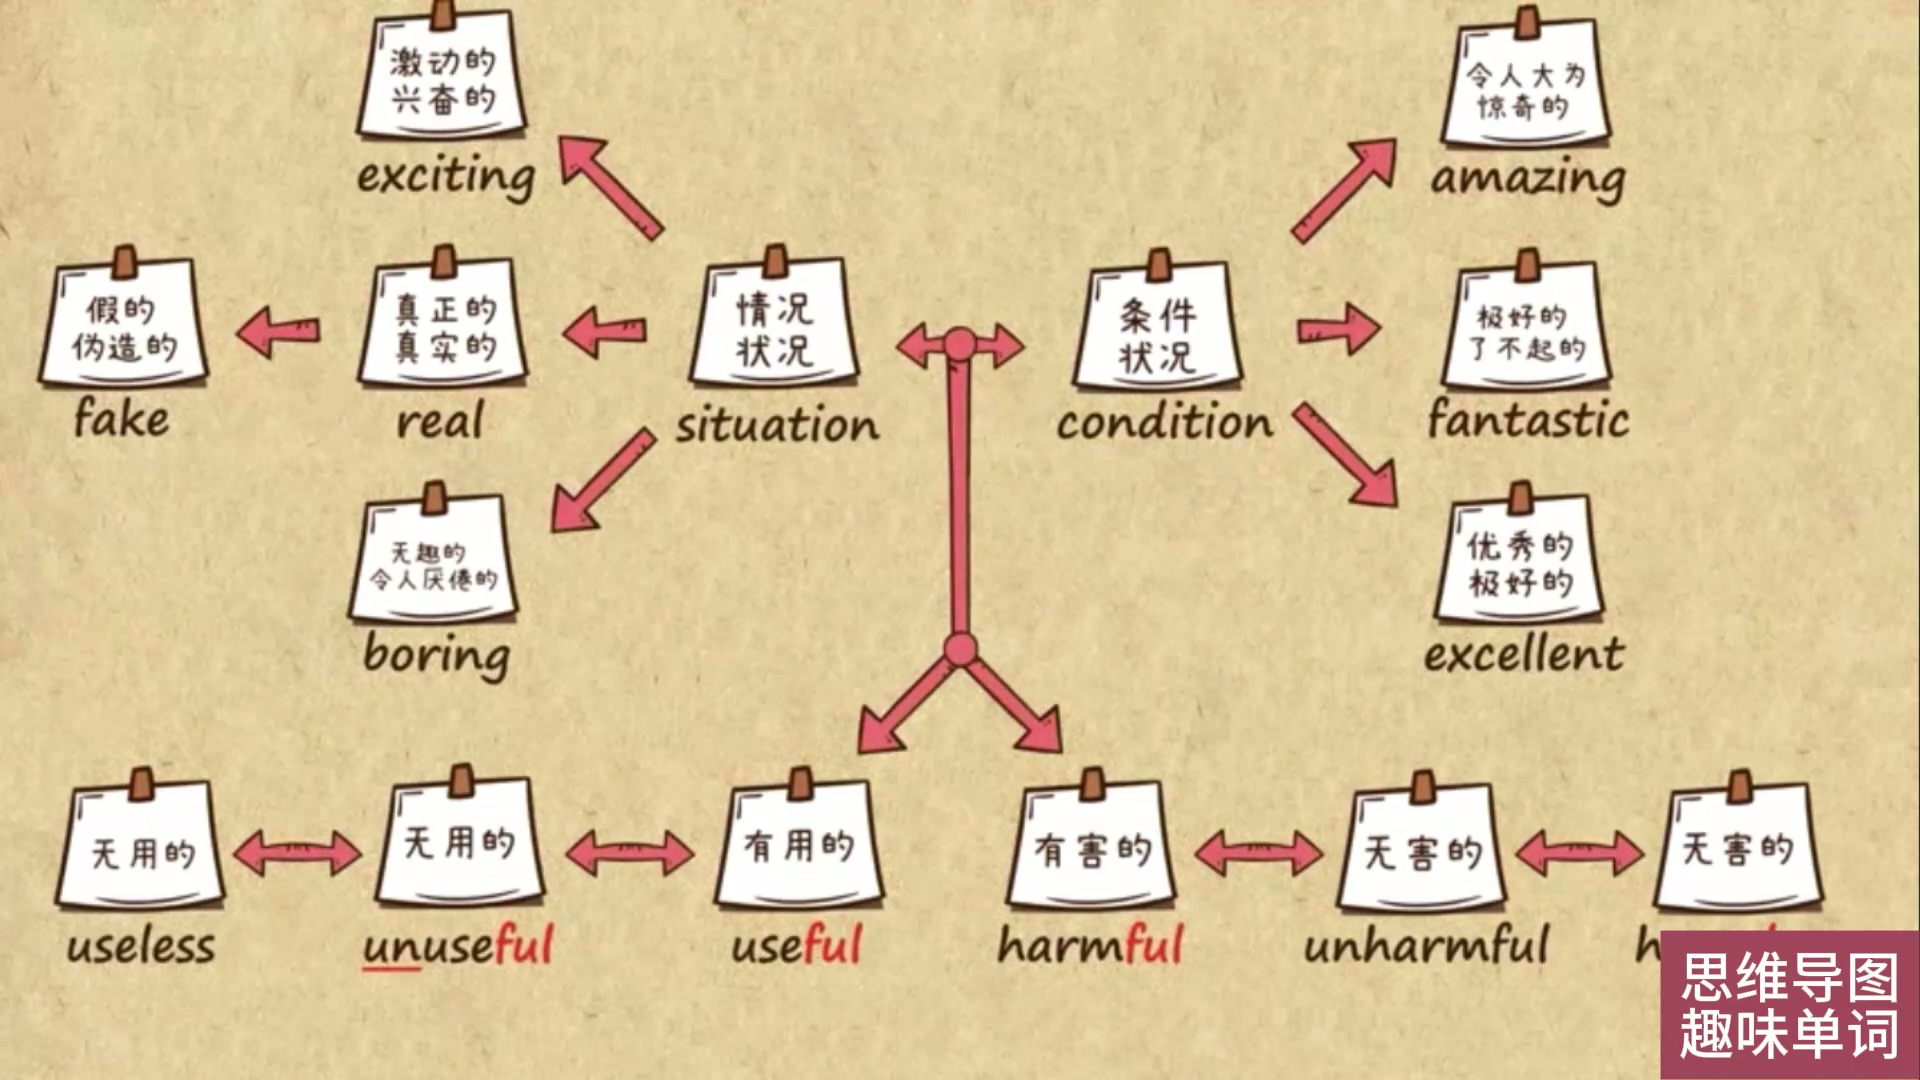 激动的
兴奋的
exciting
令人大为
惊奇的
amazing
假的
伪造的
fake
真正的
真实的
real
情况
状况
situation
条件
状况
condition
极好的
了不起的
fantastic
无趣的
令人厌倦的
boring
优秀的
极好的
excellent
无用的
useless
无用的
unuseful
有用的
useful
有害的
harmful
无害的
unharmful
无害的
思维导图
趣味单词